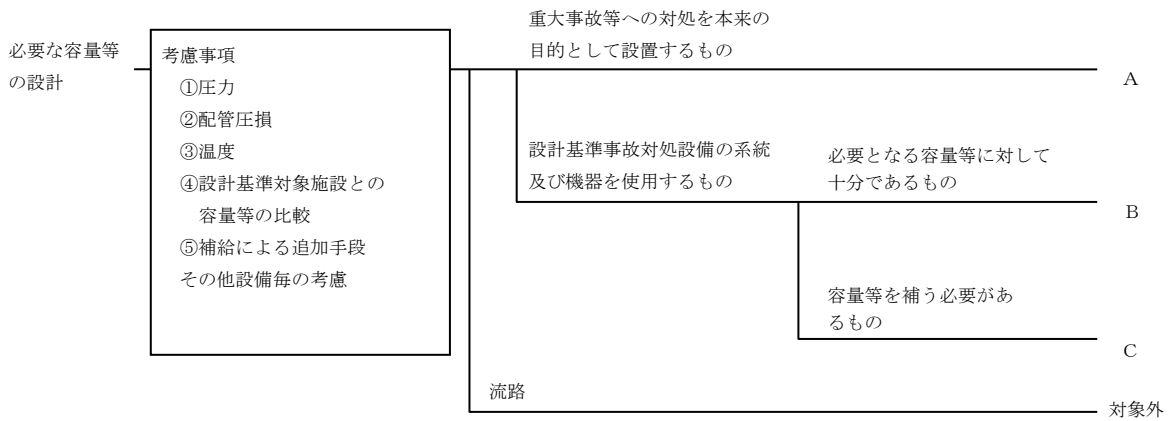 必要な容量等
の設計
考慮事項
①圧力
②配管圧損
③温度
④設計基準対象施設との
容量等の比較
⑤補給による追加手段
その他設備毎の考慮
重大事故等への対処を本来の
目的として設置するもの
A
設計基準事故対処設備の系統
及び機器を使用するもの
必要となる容量等に対して
十分であるもの
B
容量等を補う必要があ
るもの
C
流路
対象外